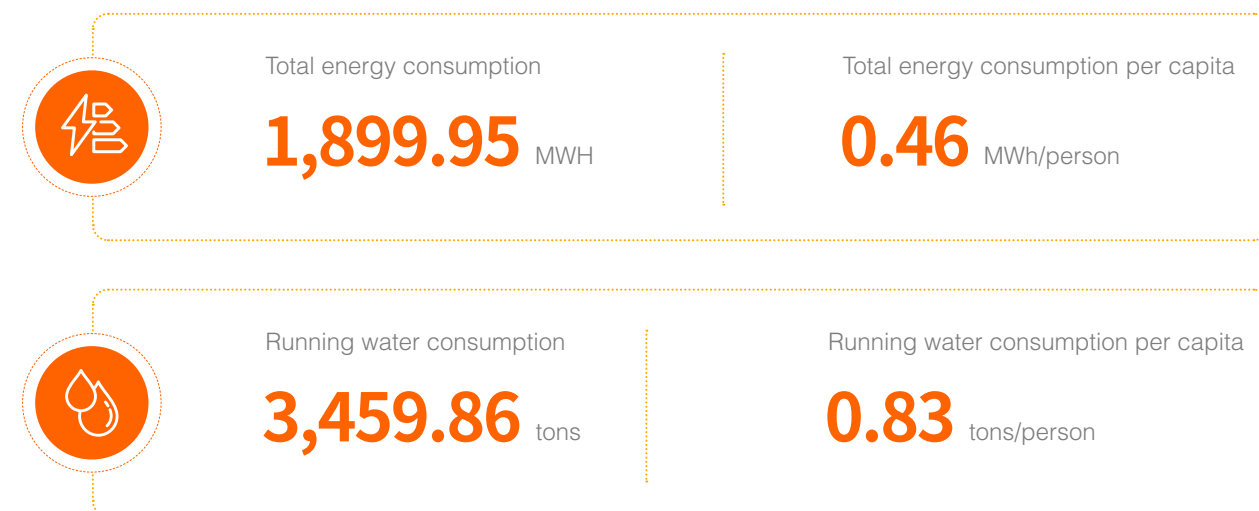 Total energy consumption
1,899.95 MWH
Total energy consumption per capita
0.46 MWh/person
Running water consumption
3,459.86 tons
Running water consumption per capita
0.83 tons/person